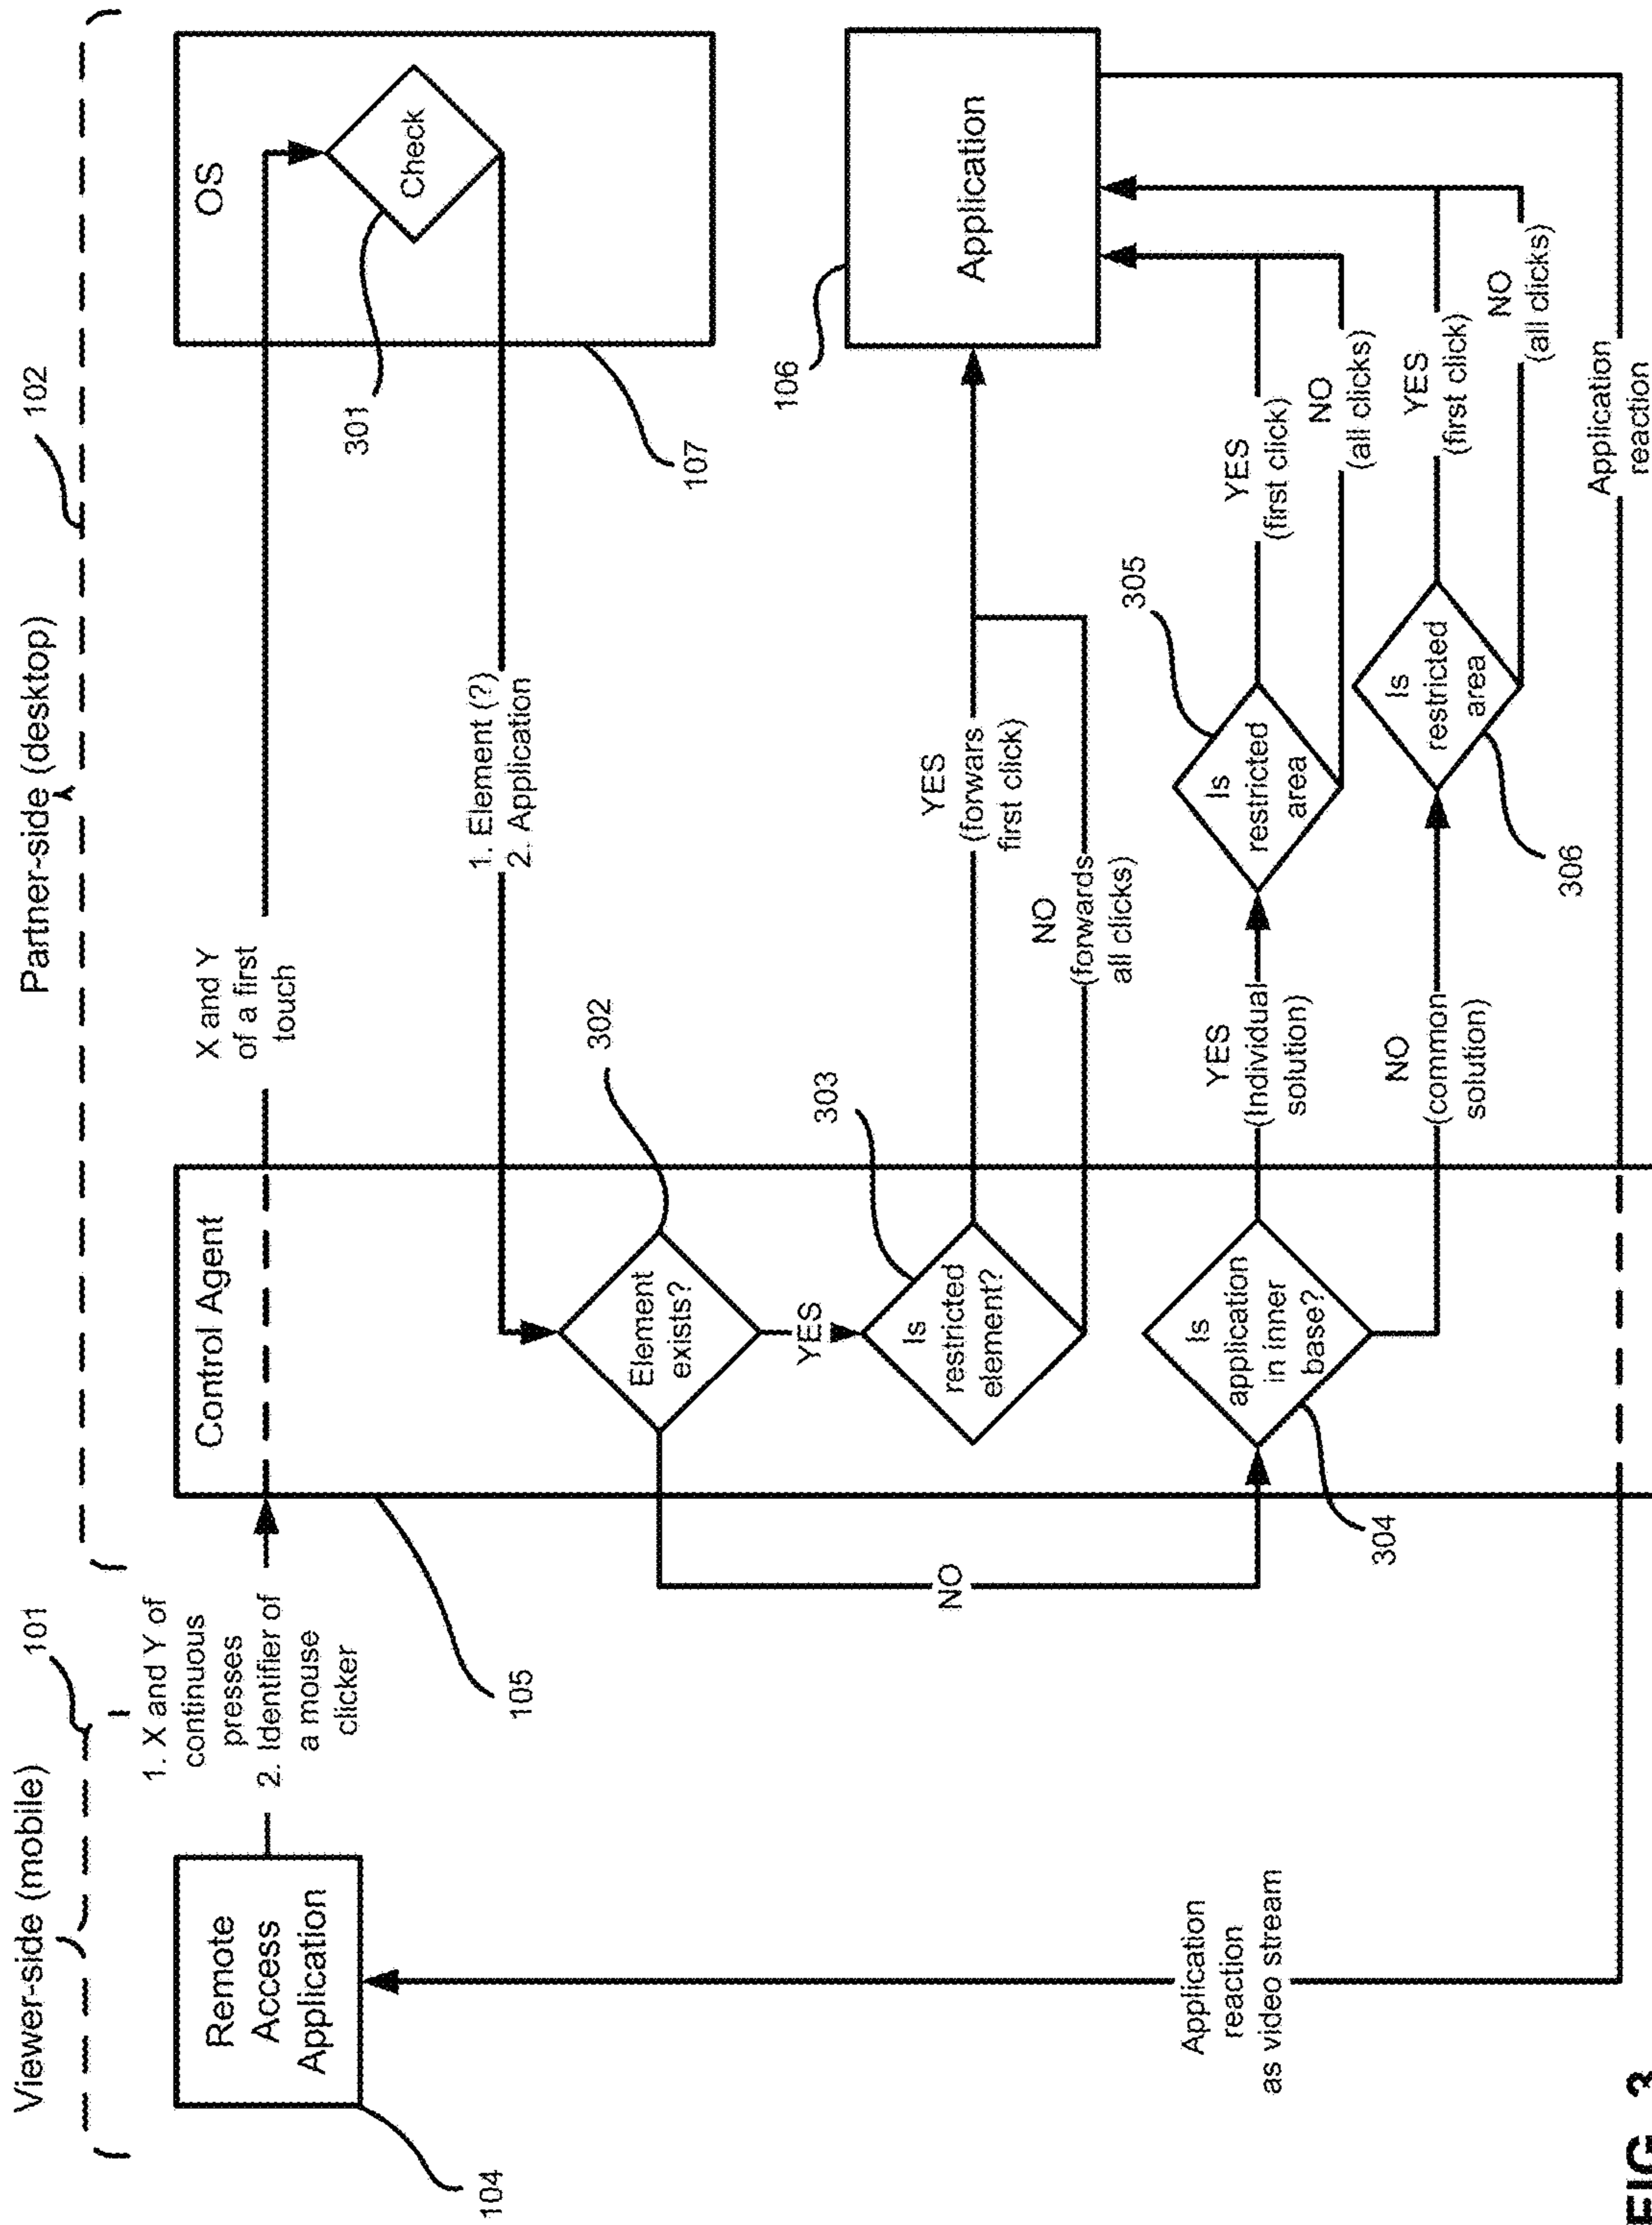 Viewer-side (mobile)
101
Partner-side (desktop)
102
Remote
Access
Application
104
1. X and Y of
continuous
presses
2. Identifier of
a mouse
clicker
Control Agent
105
X and Y
of a first
touch
OS
Check
301
107
1. Element (?)
2. Application
Element
exists?
302
YES
NO
Is
restricted
element?
303
YES
(forwars
first click)
NO
(forwards
all clicks)
Application
106
Is
application
in inner
base?
304
YES
(Individual
solution)
NO
(common
solution)
Is
restricted
area
305
YES
(first click)
NO
(all clicks)
Is
restricted
area
306
YES
(first click)
NO
(all clicks)
Application
reaction
Application
reaction
as video stream
FIG. 3